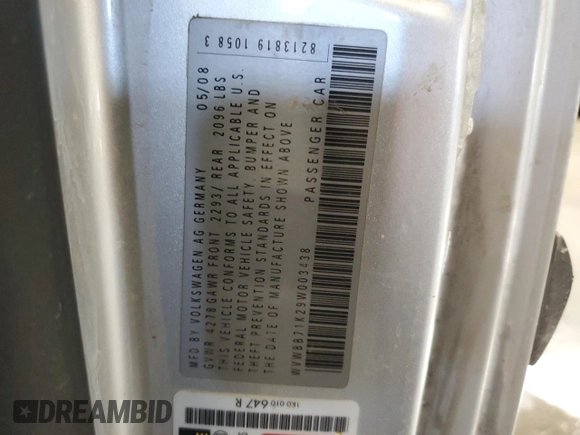 8213819 1058 3
MFD BY VOLKSWAGEN AG GERMANY 05/08
GVWR 4278GAWR FRONT 2293/ REAR 2096 LBS
THIS VEHICLE CONFORMS TO ALL APPLICABLE U.S.
FEDERAL MOTOR VEHICLE SAFETY, BUMPER AND
THEFT PREVENTION STANDARDS IN EFFECT ON
THE DATE OF MANUFACTURE SHOWN ABOVE
WVWBB71K29W003438 PASSENGER CAR
1K0 010 647 R
DREAMBID.COM